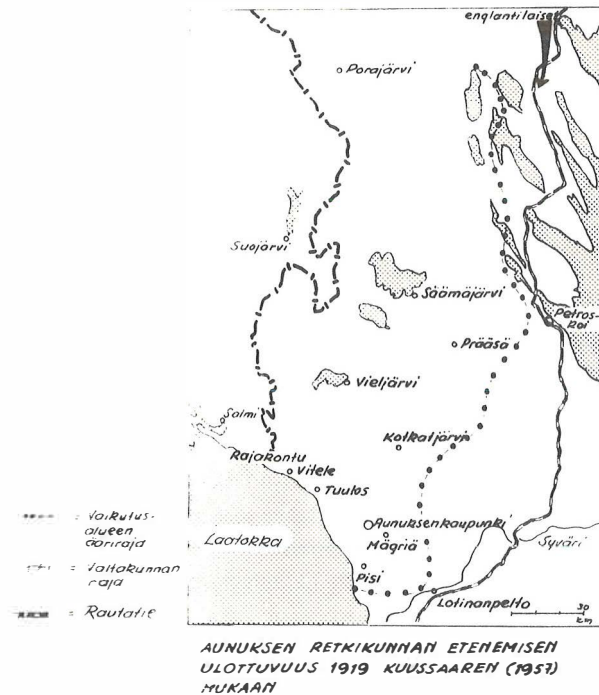 englantilaiset
Porajärvi
Suojärvi
Säämäjärvi
Petros-
koi
Prääsä
Vieljärvi
Salmi
Kotkatjärvi
Rajakontu
Vitele
Tuulos
Aunuksenkaupunki
Mägriä
Laatokka
Syväri
Pisi
Lotinanpelto
30
km
= Vaikutus-
alueen
ääriraja
= Valtakunnan
raja
= Rautatie
AUNUKSEN RETKIKUNNAN ETENEMISEN
ULOTTUVUUS 1919 KUUSSAAREN (1957)
MUKAAN